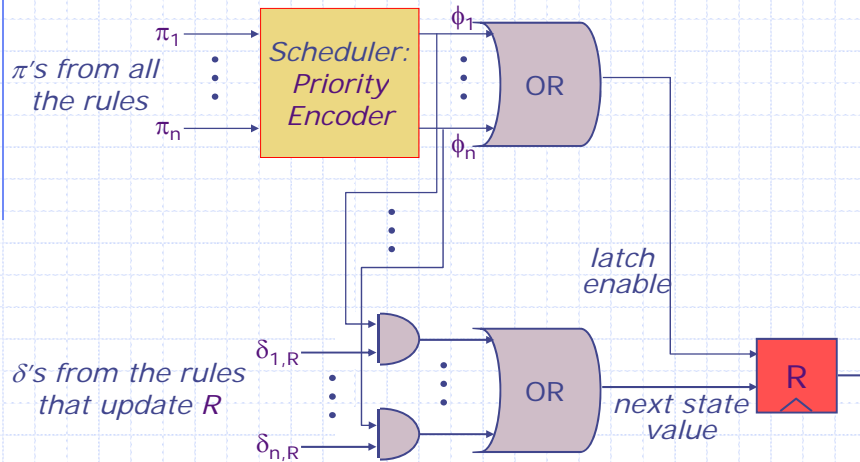 π1
π's from all
the rules
πn
Scheduler:
Priority
Encoder
ϕ1
OR
ϕn
latch
enable
δ1,R
δ's from the rules
that update R
δn,R
OR
next state
value
R